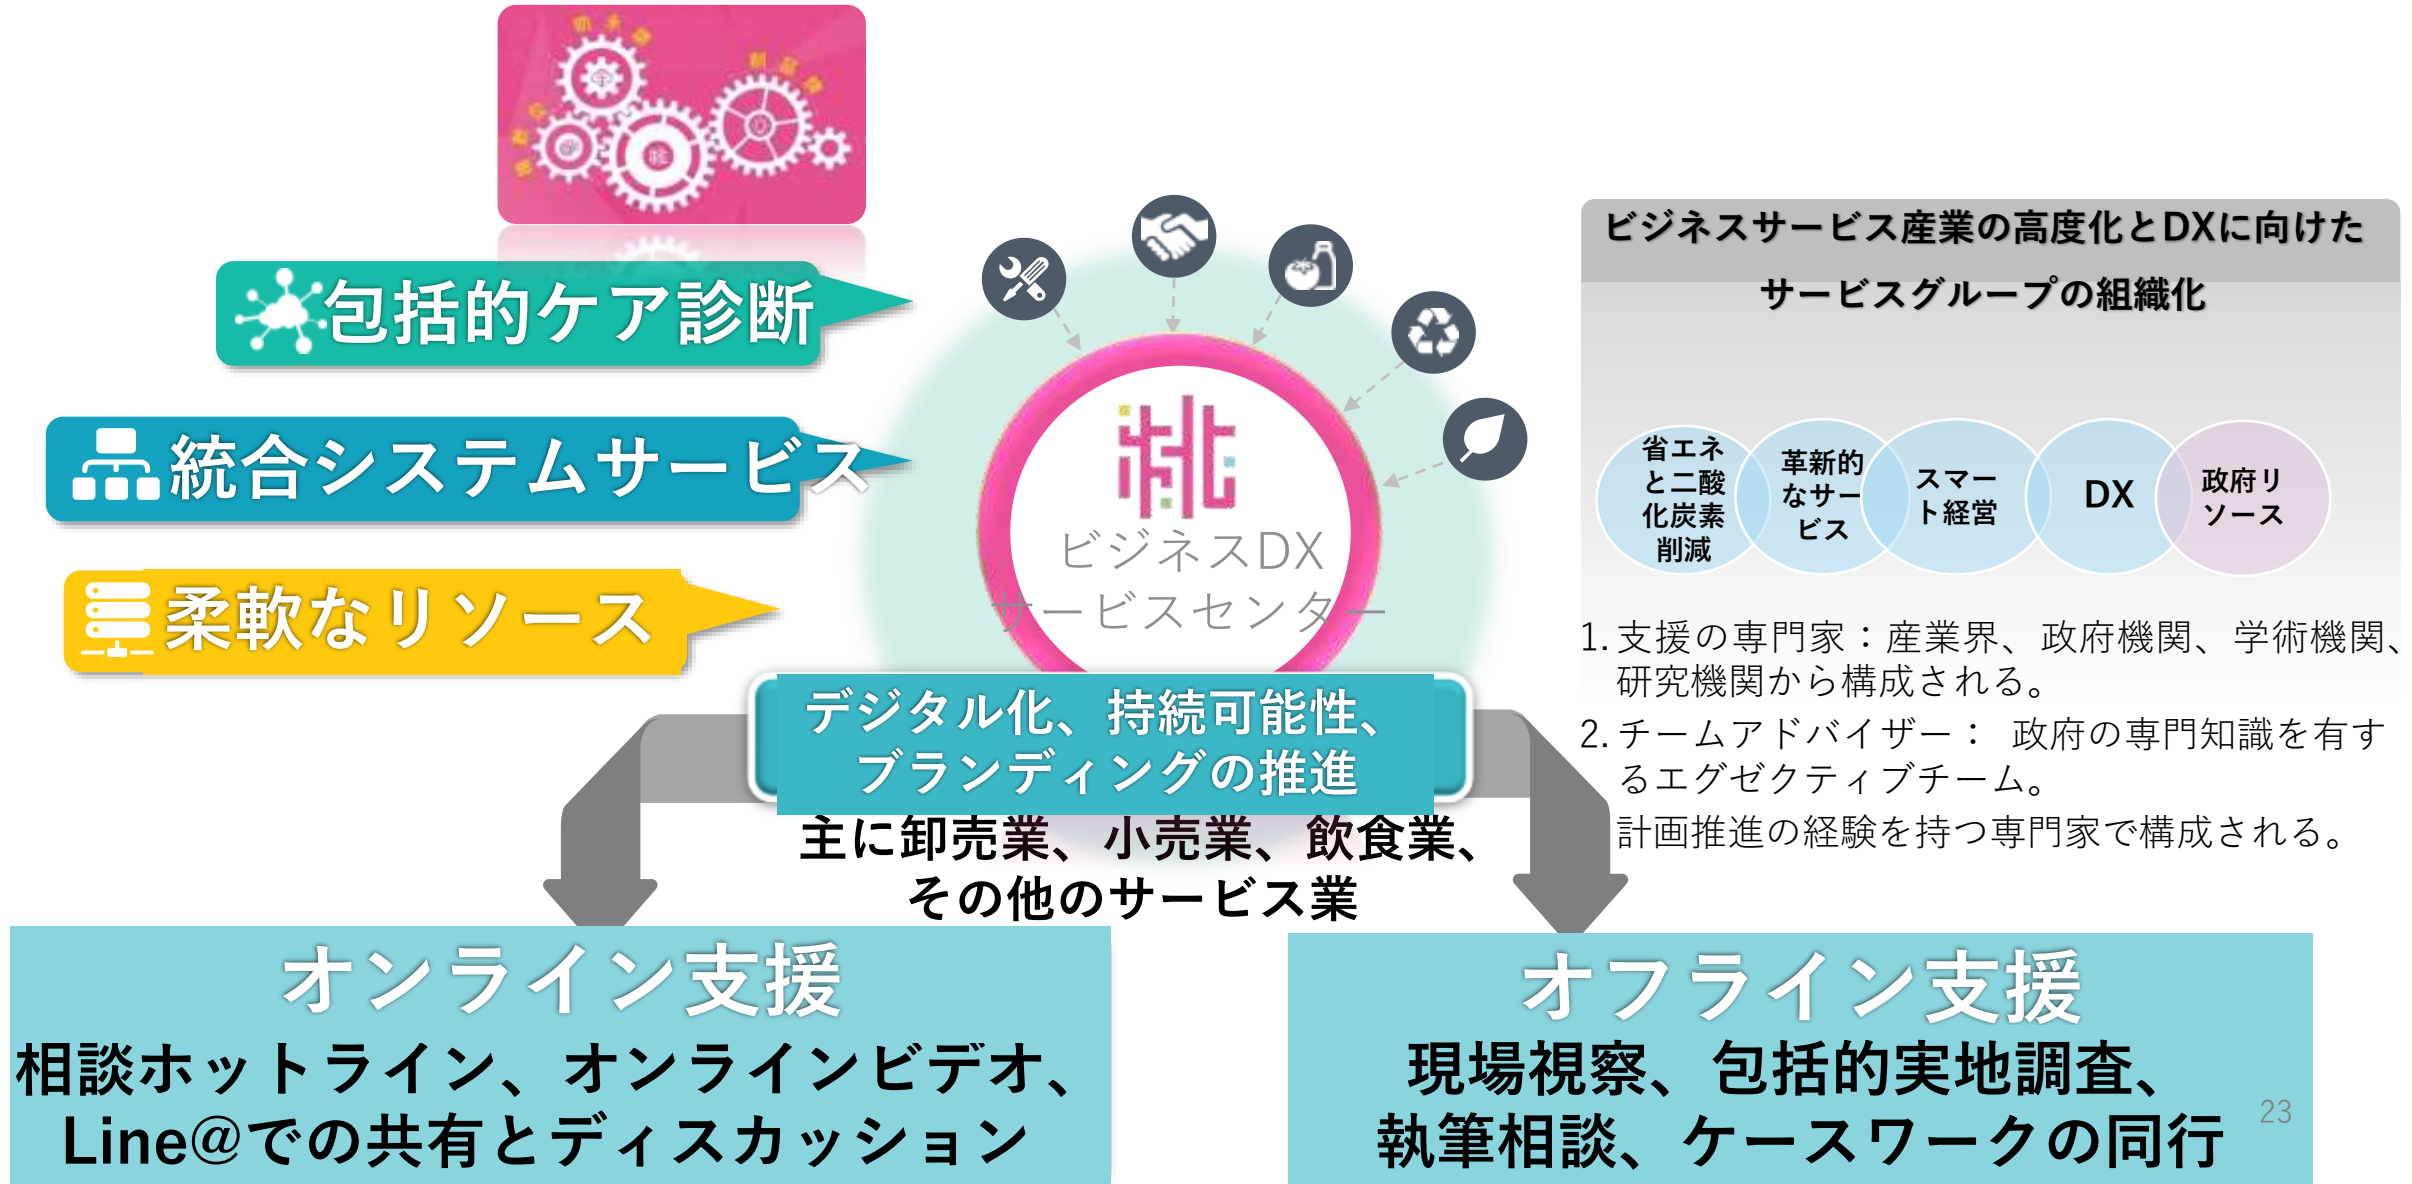 包括的ケア診断
統合システムサービス
柔軟なリソース
桃
ビジネスDX
サービスセンター
デジタル化、持続可能性、
ブランディングの推進
主に卸売業、小売業、飲食業、
その他のサービス業
ビジネスサービス産業の高度化とDXに向けた
サービスグループの組織化
省エネ
と二酸
化炭素
削減
革新的
なサー
ビス
スマー
ト経営
DX
政府リ
ソース
1. 支援の専門家：産業界、政府機関、学術機関、
研究機関から構成される。
2. チームアドバイザー： 政府の専門知識を有す
るエグゼクティブチーム。
計画推進の経験を持つ専門家で構成される。
オンライン支援
相談ホットライン、オンラインビデオ、
Line@での共有とディスカッション
オフライン支援
現場視察、包括的実地調査、
執筆相談、ケースワークの同行
23